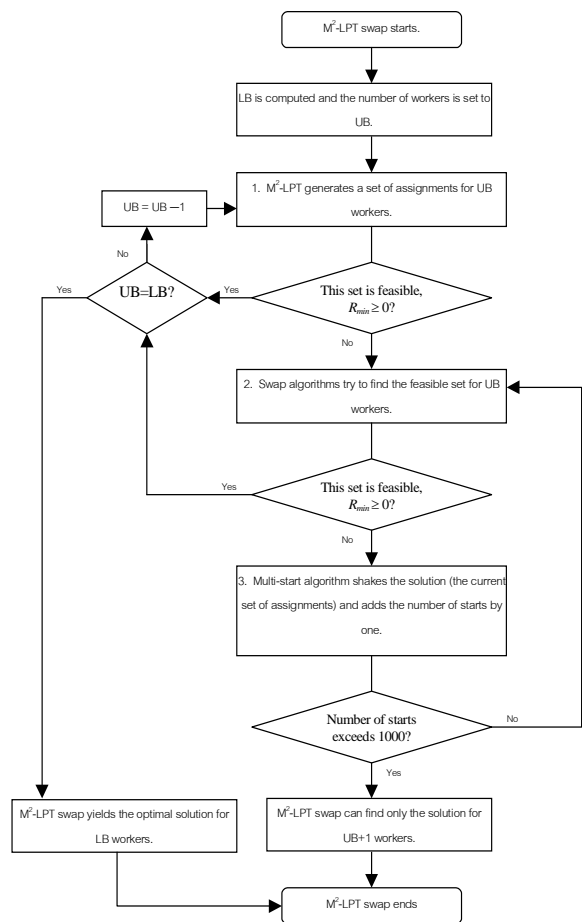 M²-LPT swap starts.
LB is computed and the number of workers is set to
UB.
UB = UB —1
1. M²-LPT generates a set of assignments for UB
workers.
No
Yes
UB=LB?
Yes
This set is feasible,
Rmin ≥ 0?
No
2. Swap algorithms try to find the feasible set for UB
workers.
Yes
This set is feasible,
Rmin ≥ 0?
No
3. Multi-start algorithm shakes the solution (the current
set of assignments) and adds the number of starts by
one.
Number of starts
exceeds 1000?
No
Yes
M²-LPT swap yields the optimal solution for
LB workers.
M²-LPT swap can find only the solution for
UB+1 workers.
M²-LPT swap ends